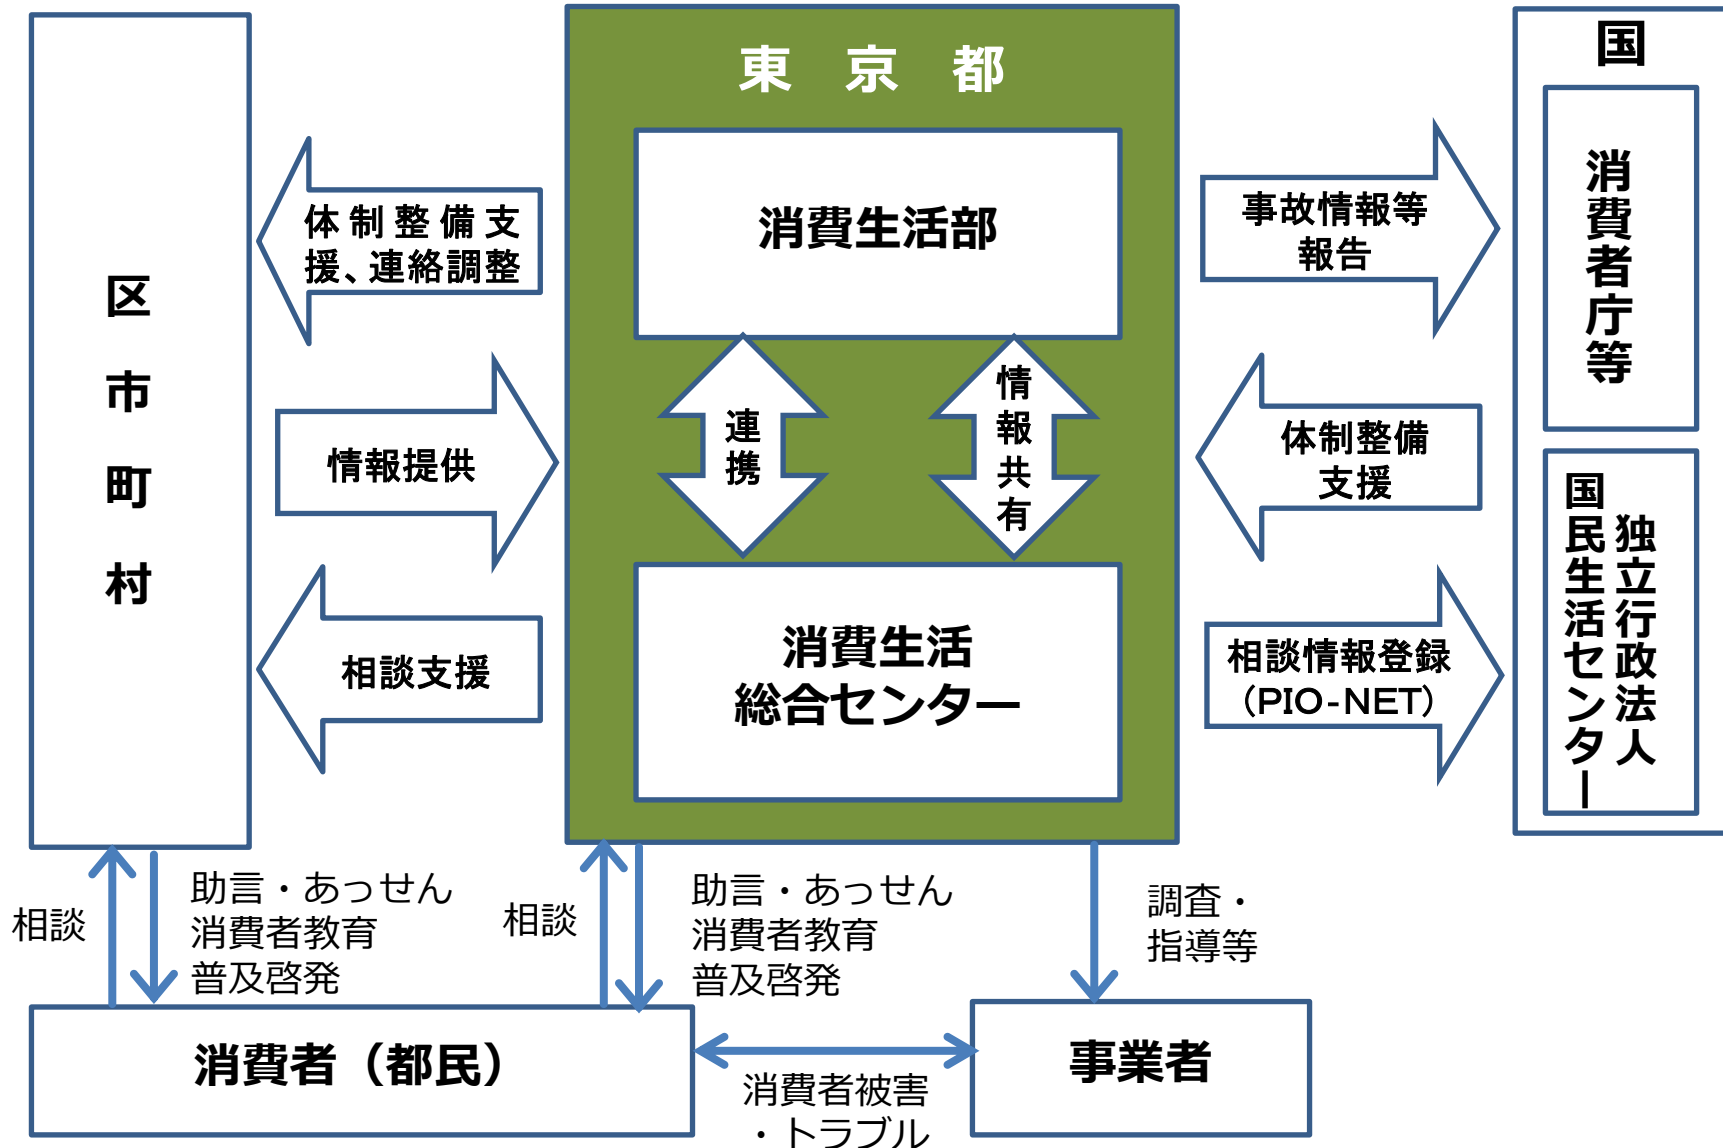 東京都
国
消費生活部
連携
情報共有
消費生活
総合センター
区市町村
体制整備支
援、連絡調整
情報提供
相談支援
事故情報等
報告
体制整備
支援
相談情報登録
（PIO-NET）
消費者庁等
独立行政法人
国民生活センター
相談
助言・あっせん
消費者教育
普及啓発
相談
助言・あっせん
消費者教育
普及啓発
調査・
指導等
消費者（都民）
消費者被害
・トラブル
事業者